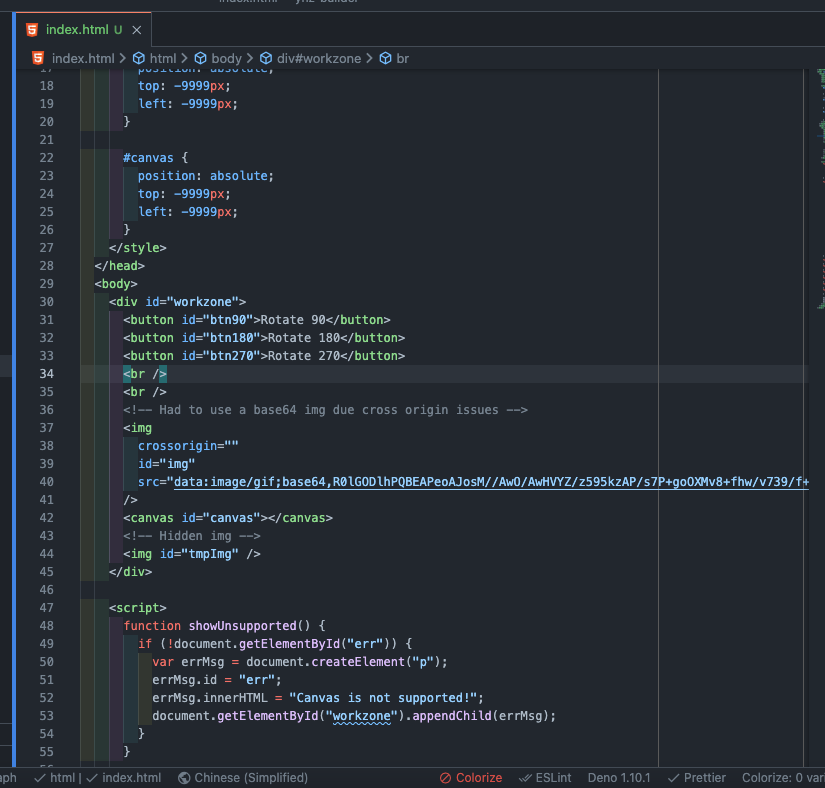 index.html U
index.html > html > body > div#workzone > br
position: absolute;
18 top: -9999px;
19 left: -9999px;
20 }
21
22 #canvas {
23 position: absolute;
24 top: -9999px;
25 left: -9999px;
26 }
27 </style>
28 </head>
29 <body>
30 <div id="workzone">
31 <button id="btn90">Rotate 90</button>
32 <button id="btn180">Rotate 180</button>
33 <button id="btn270">Rotate 270</button>
34 <br />
35 <br />
36 <!-- Had to use a base64 img due cross origin issues -->
37 <img
38 crossorigin=""
39 id="img"
40 src="data:image/gif;base64,R0lGODlhPQBEAPeoAJosM//AwO/AwHVYZ/z595kzAP/s7P+goOXMv8+fhw/v739/f+
41 />
42 <canvas id="canvas"></canvas>
43 <!-- Hidden img -->
44 <img id="tmpImg" />
45 </div>
46
47 <script>
48 function showUnsupported() {
49 if (!document.getElementById("err")) {
50 var errMsg = document.createElement("p");
51 errMsg.id = "err";
52 errMsg.innerHTML = "Canvas is not supported!";
53 document.getElementById("workzone").appendChild(errMsg);
54 }
55 }
html | index.html Chinese (Simplified) Colorize ESLint Deno 1.10.1 Prettier Colorize: 0 vari